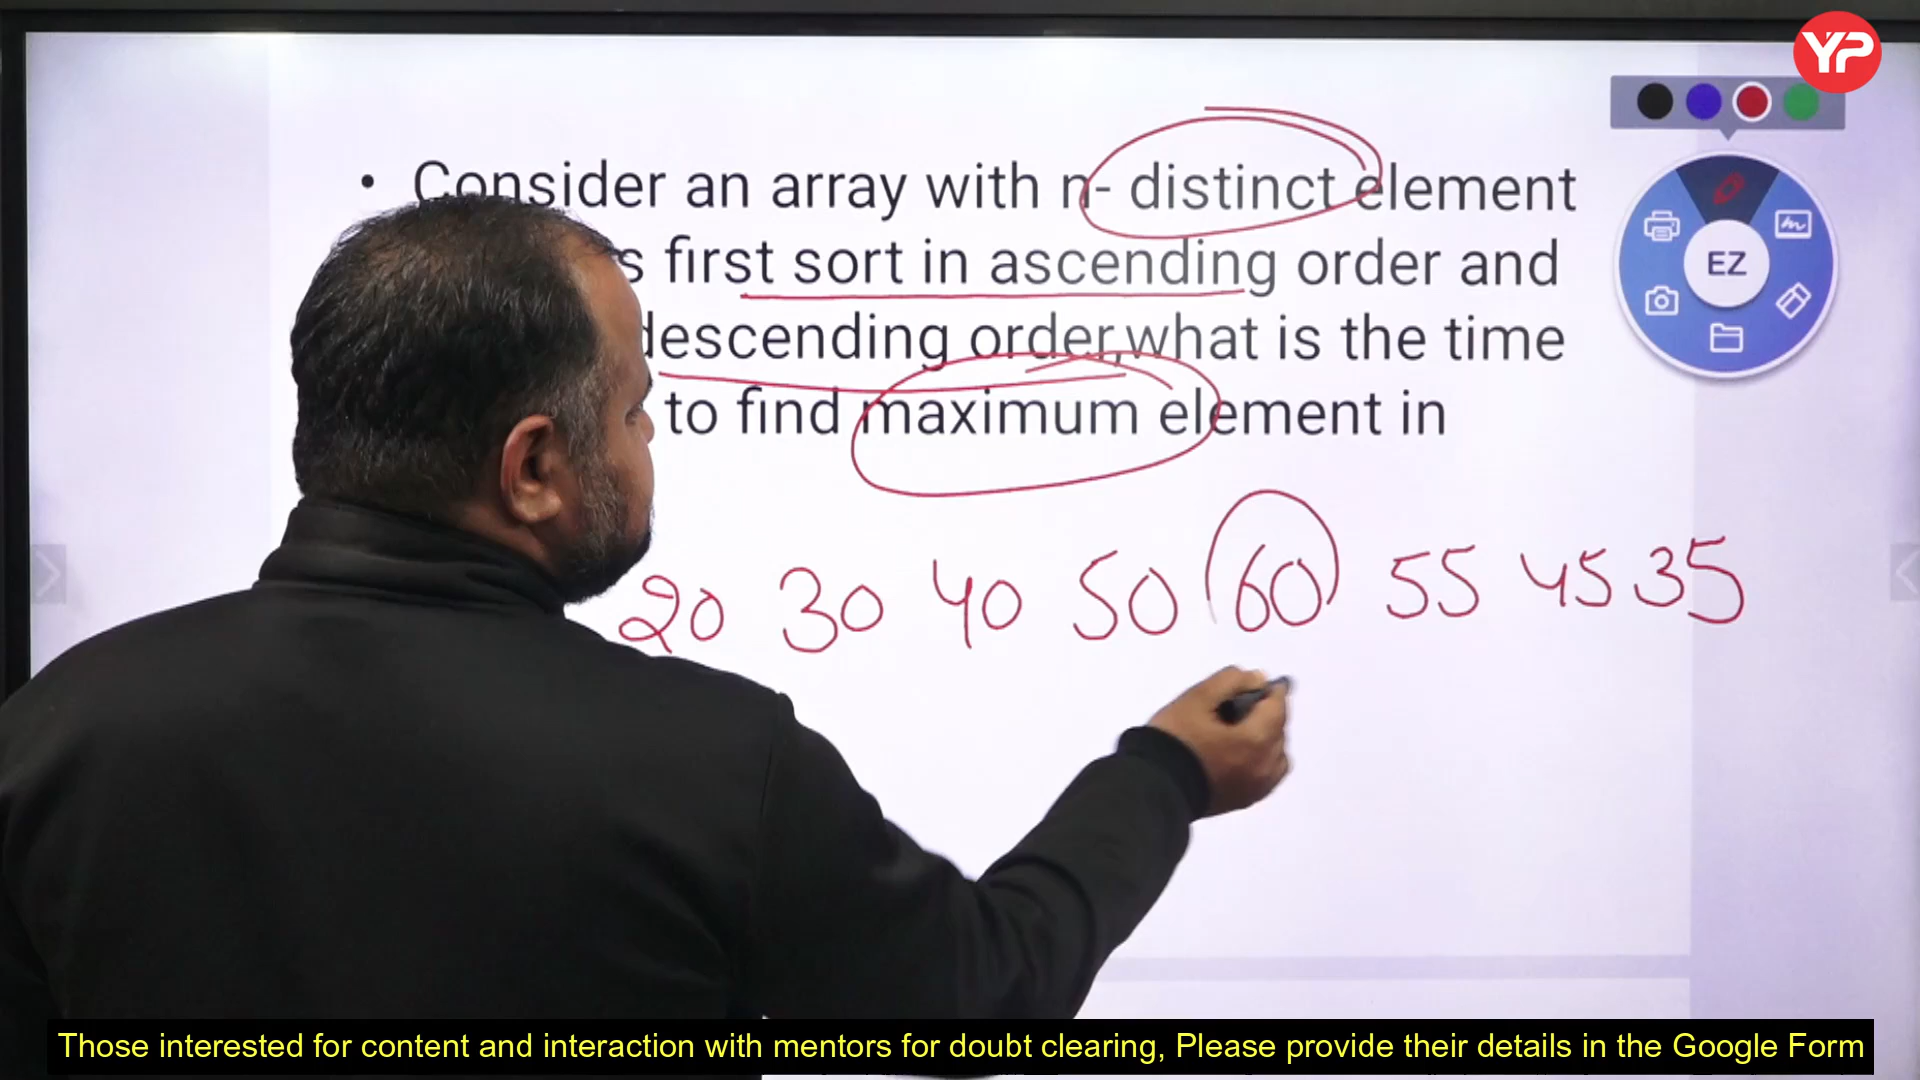 YP
• Consider an array with n- distinct element
first sort in ascending order and
descending order,what is the time
to find maximum element in
EZ
20 30 40 50 60 55 45 35
Those interested for content and interaction with mentors for doubt clearing, Please provide their details in the Google Form